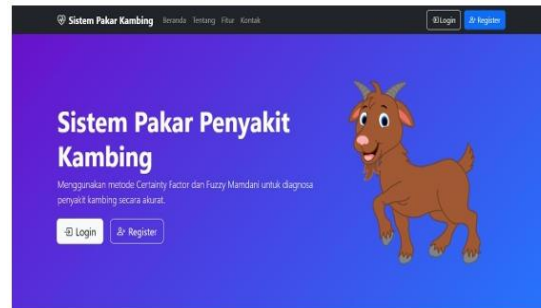 Sistem Pakar Kambing Beranda Tentang Fitur Kontak Login Register
Sistem Pakar Penyakit
Kambing
Menggunakan metode Certainty Factor dan Fuzzy Mamdani untuk diagnosa
penyakit kambing secara akurat.
Login Register